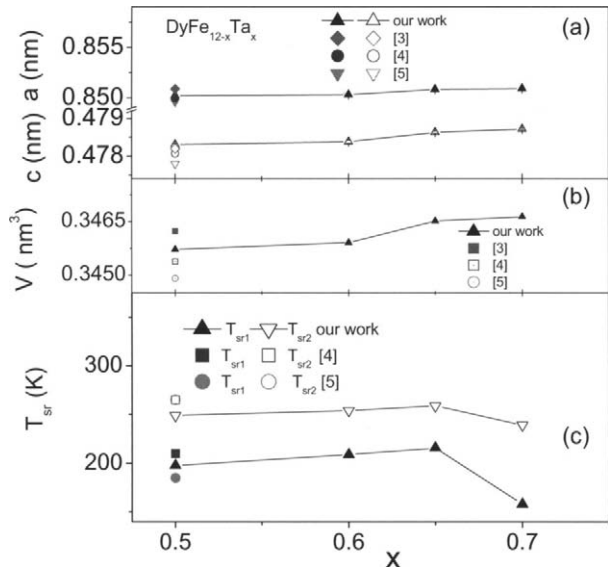 DyFe12-xTax
our work
[3]
[4]
[5]
(a)
0.855
0.850
a (nm)
0.479
0.478
c (nm)
(b)
0.3465
0.3450
V ( nm3)
our work
[3]
[4]
[5]
Tsr1 Tsr2 our work
Tsr1 Tsr2 [4]
Tsr1 Tsr2 [5]
300
200
Tsr (K)
(c)
0.5 0.6 0.7
x